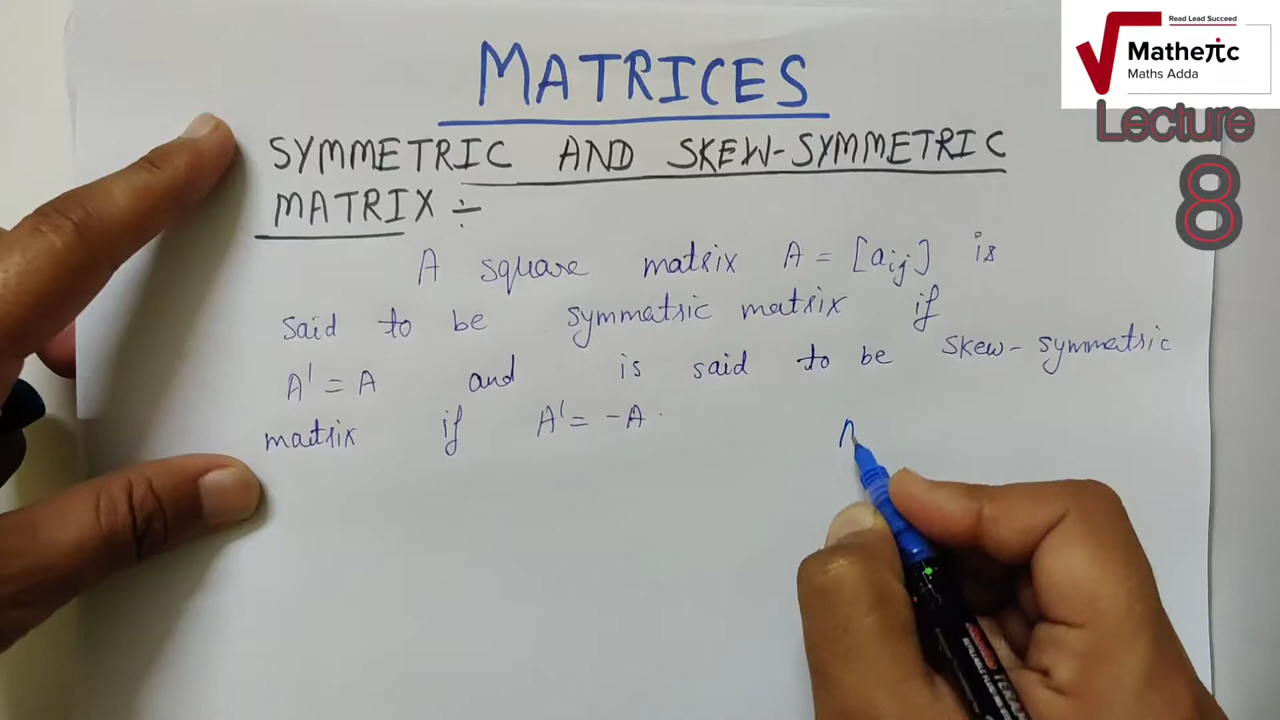 Read Lead Succeed
Matheπc
Maths Adda
Lecture
8
MATRICES
SYMMETRIC AND SKEW-SYMMETRIC
MATRIX ÷
A square matrix A = [aij] is
said to be symmatric matrix if
A' = A and is said to be skew-symmatric
matrix if A' = -A.